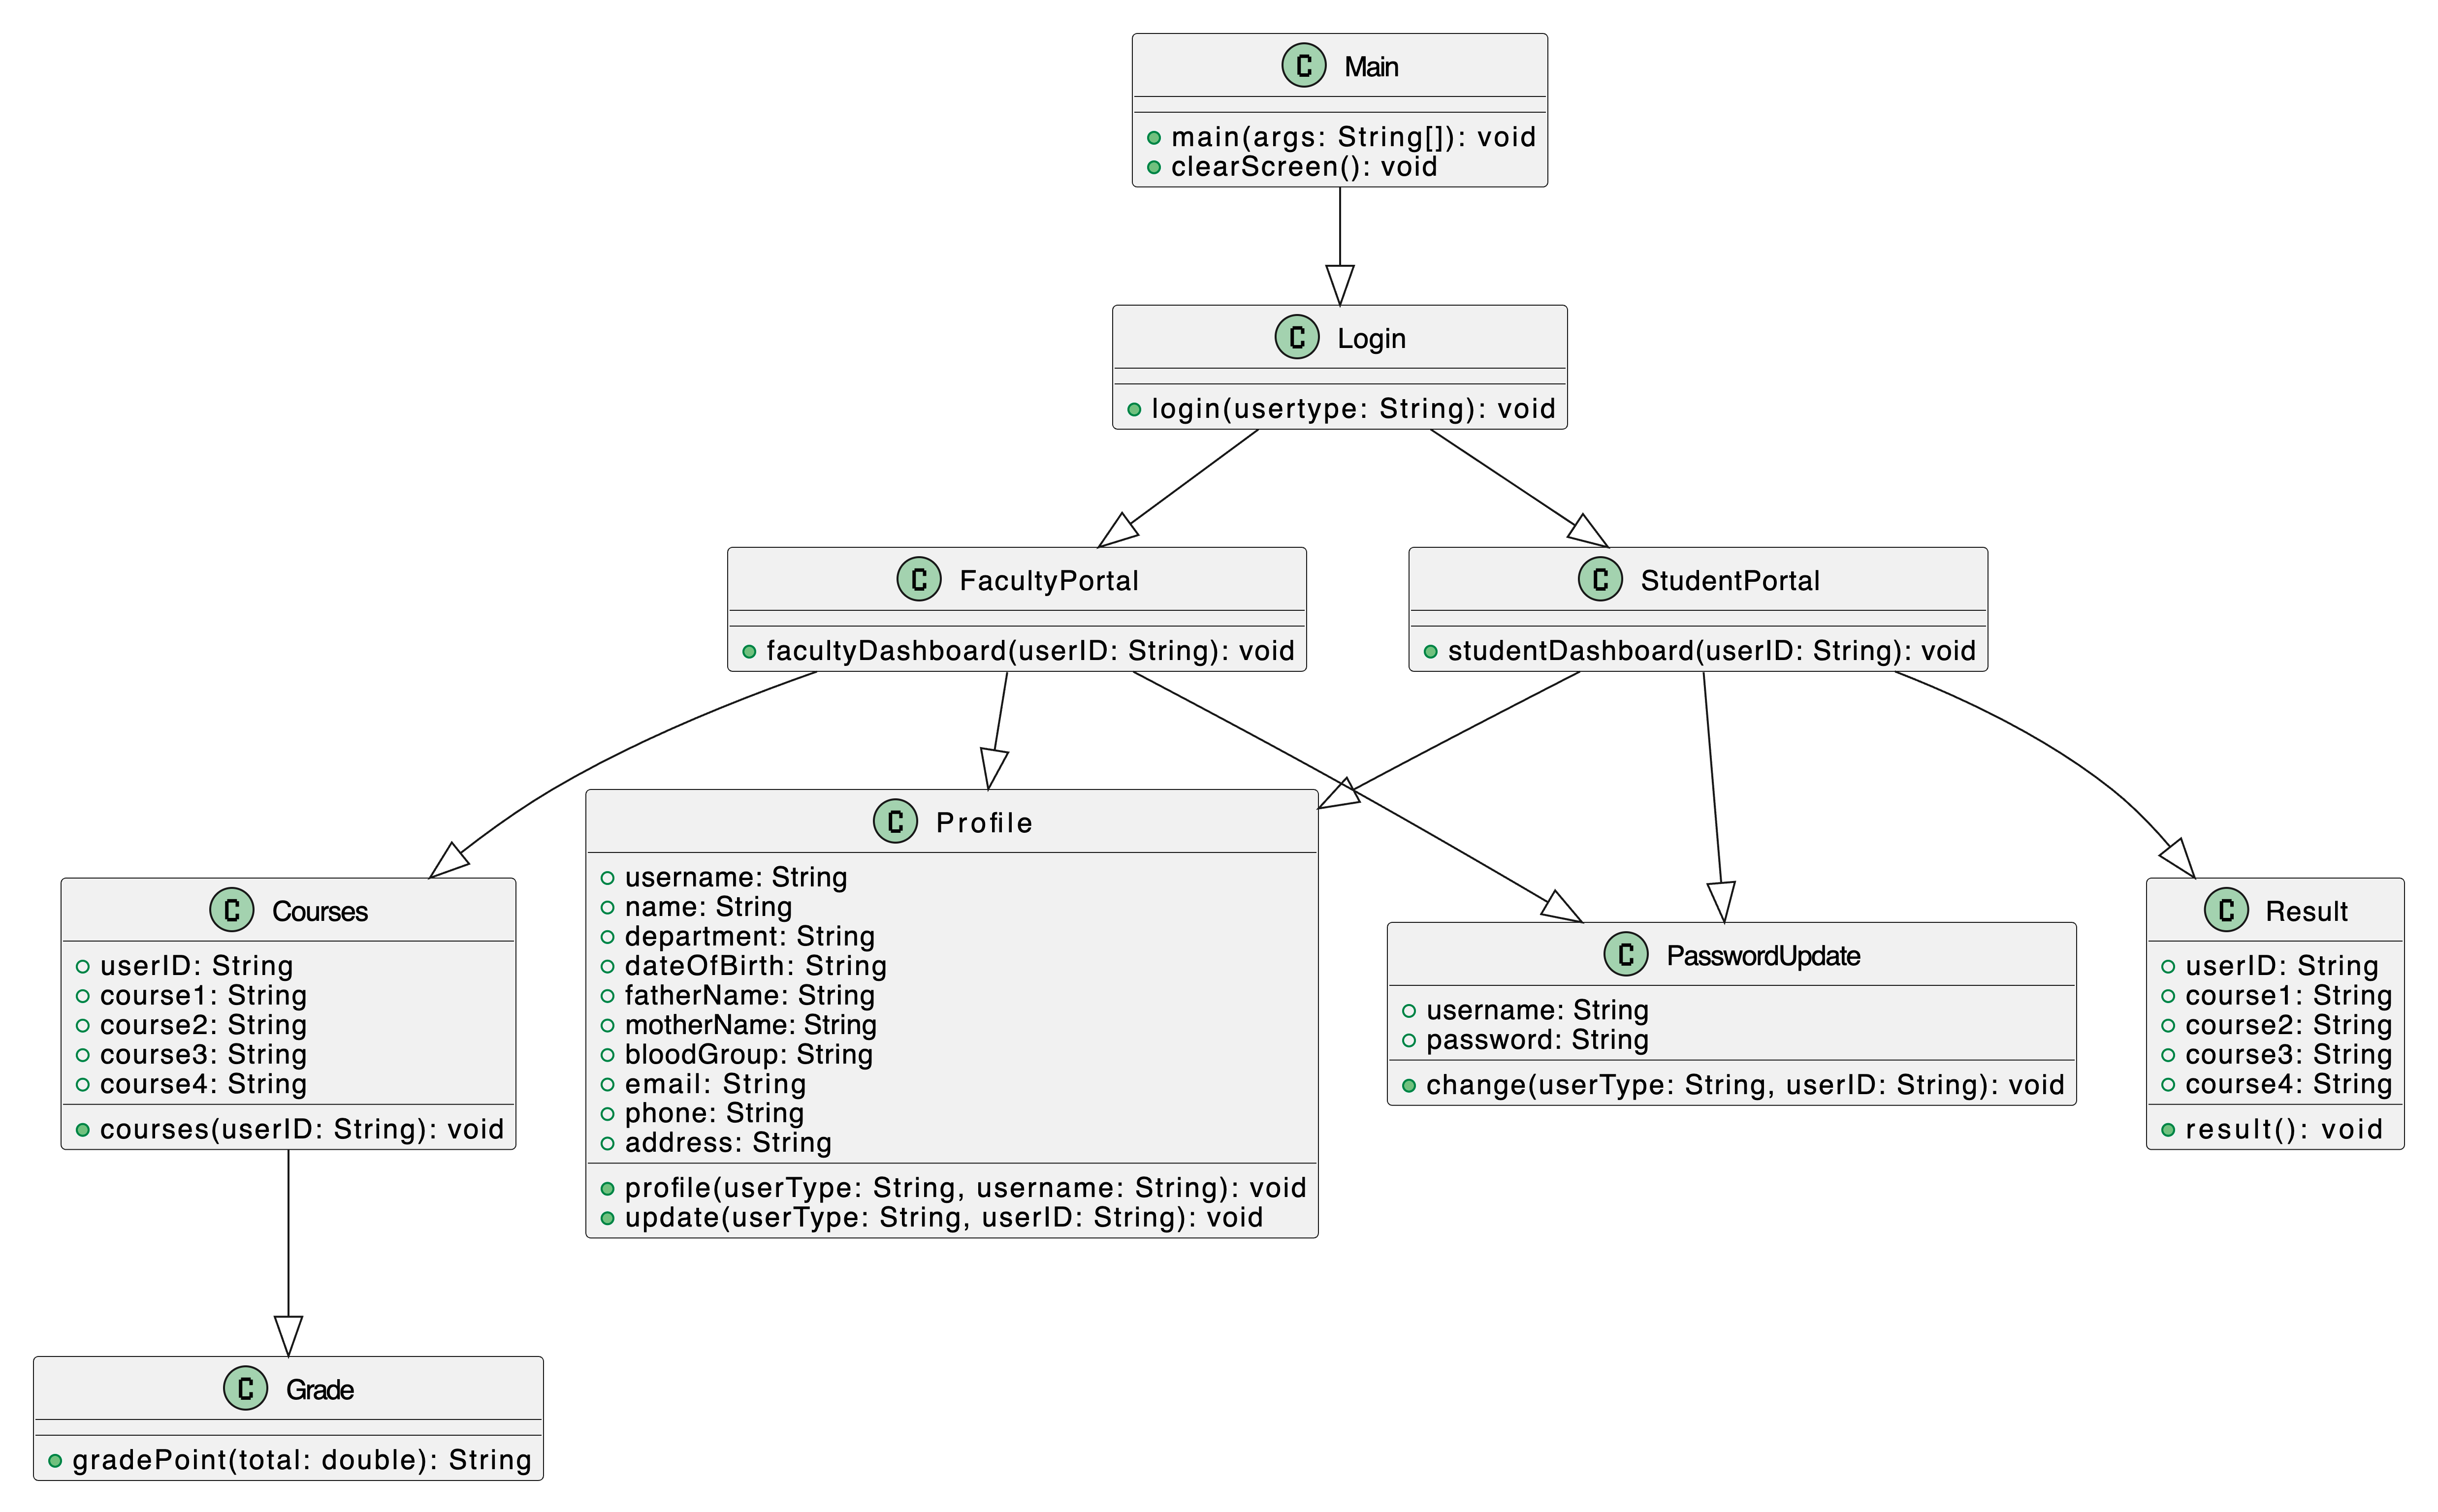 C Main
main(args: String[]): void
clearScreen(): void
C Login
login(usertype: String): void
C FacultyPortal
facultyDashboard(userID: String): void
C StudentPortal
studentDashboard(userID: String): void
C Courses
userID: String
course1: String
course2: String
course3: String
course4: String
courses(userID: String): void
C Profile
username: String
name: String
department: String
dateOfBirth: String
fatherName: String
motherName: String
bloodGroup: String
email: String
phone: String
address: String
profile(userType: String, username: String): void
update(userType: String, userID: String): void
C PasswordUpdate
username: String
password: String
change(userType: String, userID: String): void
C Result
userID: String
course1: String
course2: String
course3: String
course4: String
result(): void
C Grade
gradePoint(total: double): String